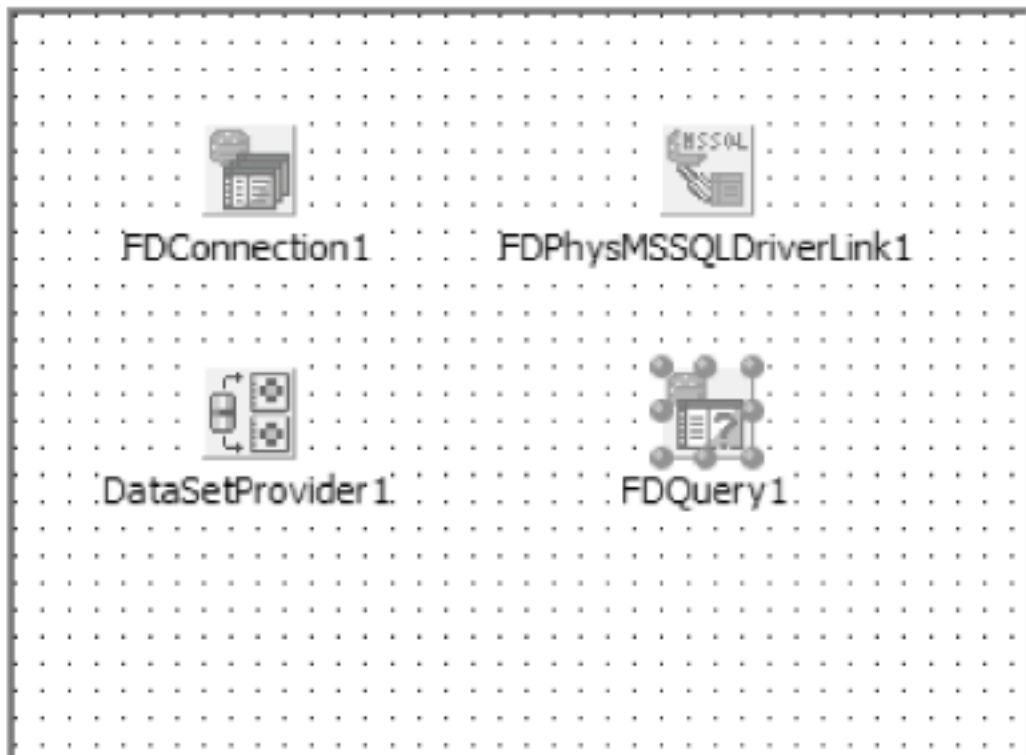 MSSQL
FDConnection1
FDPhysMSSQLDriverLink1
DataSetProvider1
FDQuery1